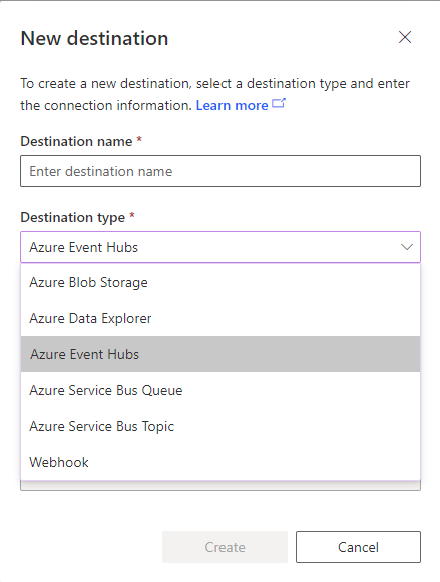 New destination
To create a new destination, select a destination type and enter
the connection information. Learn more
Destination name *
Enter destination name
Destination type *
Azure Event Hubs
Azure Blob Storage
Azure Data Explorer
Azure Event Hubs
Azure Service Bus Queue
Azure Service Bus Topic
Webhook
Create
Cancel